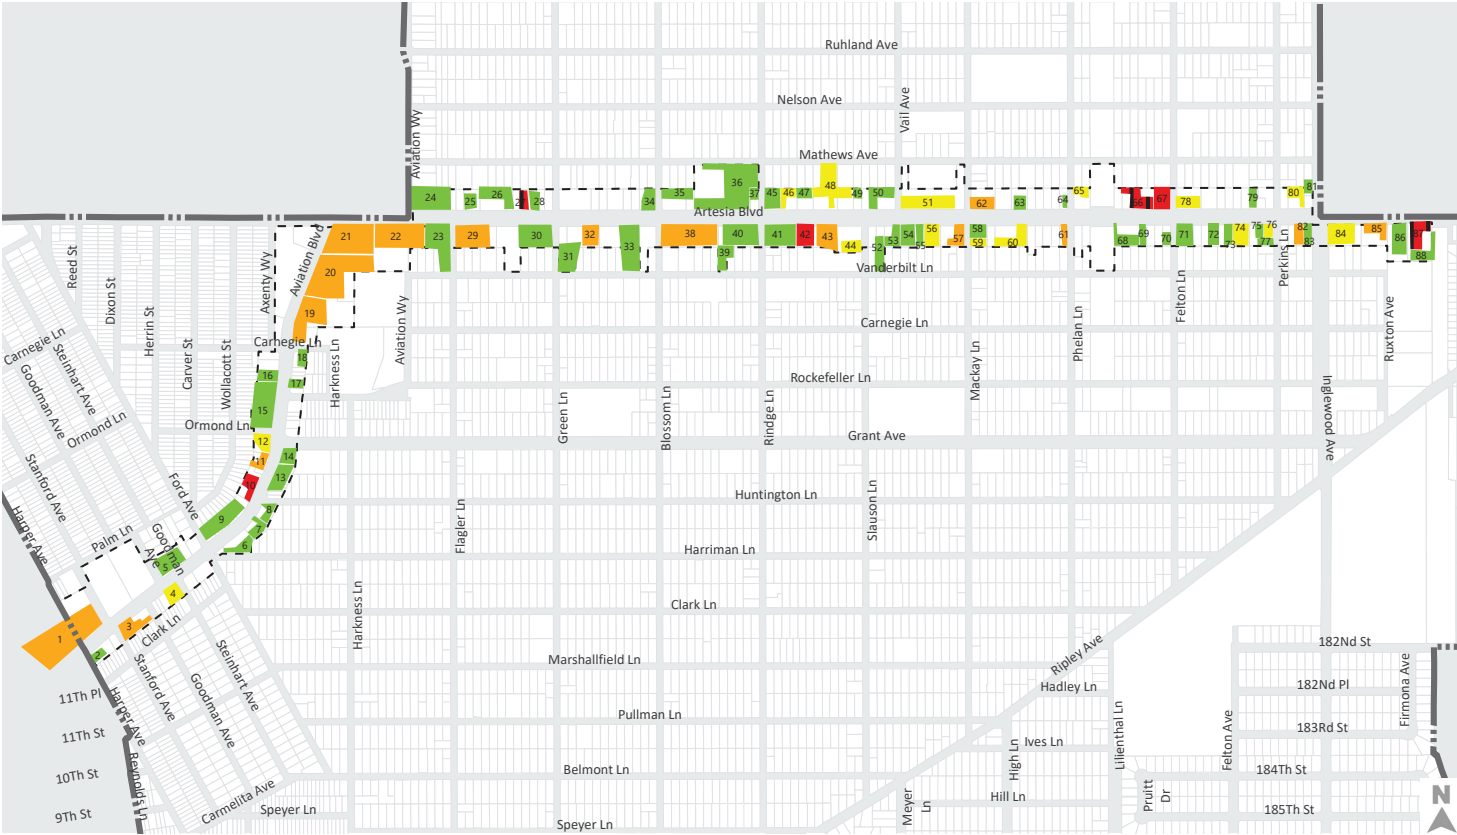 Ruhland Ave
Nelson Ave
Aviation Wy
Vail Ave
Mathews Ave
24
25
26
28
34
35
36
37
45
46
47
48
49
50
51
62
63
64
65
66
67
78
79
80
81
Artesia Blvd
21
22
23
29
30
31
32
33
38
39
40
41
42
43
44
52
53
54
55
56
57
58
59
60
61
68
69
70
71
72
73
74
75
76
77
82
83
84
85
86
87
88
Vanderbilt Ln
Aviation Blvd
Axenty Wy
20
19
Reed St
Dixon St
Herrin St
Carver St
Wollacott St
Perkins Ln
Felton Ln
Phelan Ln
Mackay Ln
Ruxton Ave
Inglewood Ave
Carnegie Ln
Carnegie Ln
Carnegie Ln
Aviation Wy
Harkness Ln
18
17
16
15
Rockefeller Ln
Steinhart Ave
Goodman Ave
Ormond Ln
Ormond Ln
Green Ln
Blossom Ln
Rindge Ln
Grant Ave
12
11
10
14
13
9
8
7
6
5
4
3
2
1
Stanford Ave
Ford Ave
Harper Ave
Palm Ln
Goodman
Ave
Flagler Ln
Slauson Ln
Huntington Ln
Harriman Ln
Clark Ln
Clark Ln
Harkness Ln
Marshallfield Ln
Steinhart Ave
Stanford Ave
Goodman Ave
Harper Ave
11Th Pl
11Th St
10Th St
9Th St
Reynolds Ln
Carmelita Ave
Pullman Ln
Belmont Ln
Speyer Ln
Speyer Ln
Ripley Ave
Hadley Ln
Ives Ln
High Ln
Hill Ln
Meyer
Ln
Lilienthal Ln
Pruitt
Dr
Felton Ave
182Nd St
182Nd Pl
183Rd St
184Th St
185Th St
Firmona Ave
N